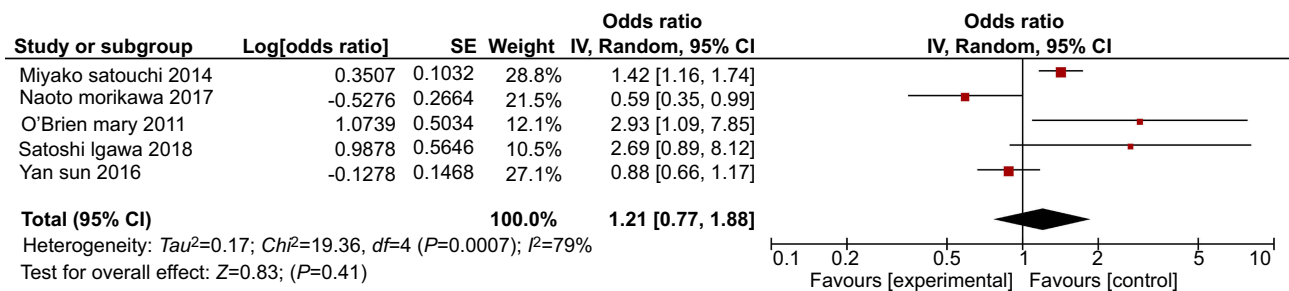 Odds ratio Odds ratio
Study or subgroup Log[odds ratio] SE Weight IV, Random, 95% CI IV, Random, 95% CI
Miyako satouchi 2014 0.3507 0.1032 28.8% 1.42 [1.16, 1.74]
Naoto morikawa 2017 -0.5276 0.2664 21.5% 0.59 [0.35, 0.99]
O'Brien mary 2011 1.0739 0.5034 12.1% 2.93 [1.09, 7.85]
Satoshi Igawa 2018 0.9878 0.5646 10.5% 2.69 [0.89, 8.12]
Yan sun 2016 -0.1278 0.1468 27.1% 0.88 [0.66, 1.17]
Total (95% CI) 100.0% 1.21 [0.77, 1.88]
Heterogeneity: Tau²=0.17; Chi²=19.36, df=4 (P=0.0007); I²=79%
Test for overall effect: Z=0.83; (P=0.41)
0.1 0.2 0.5 1 2 5 10
Favours [experimental] Favours [control]